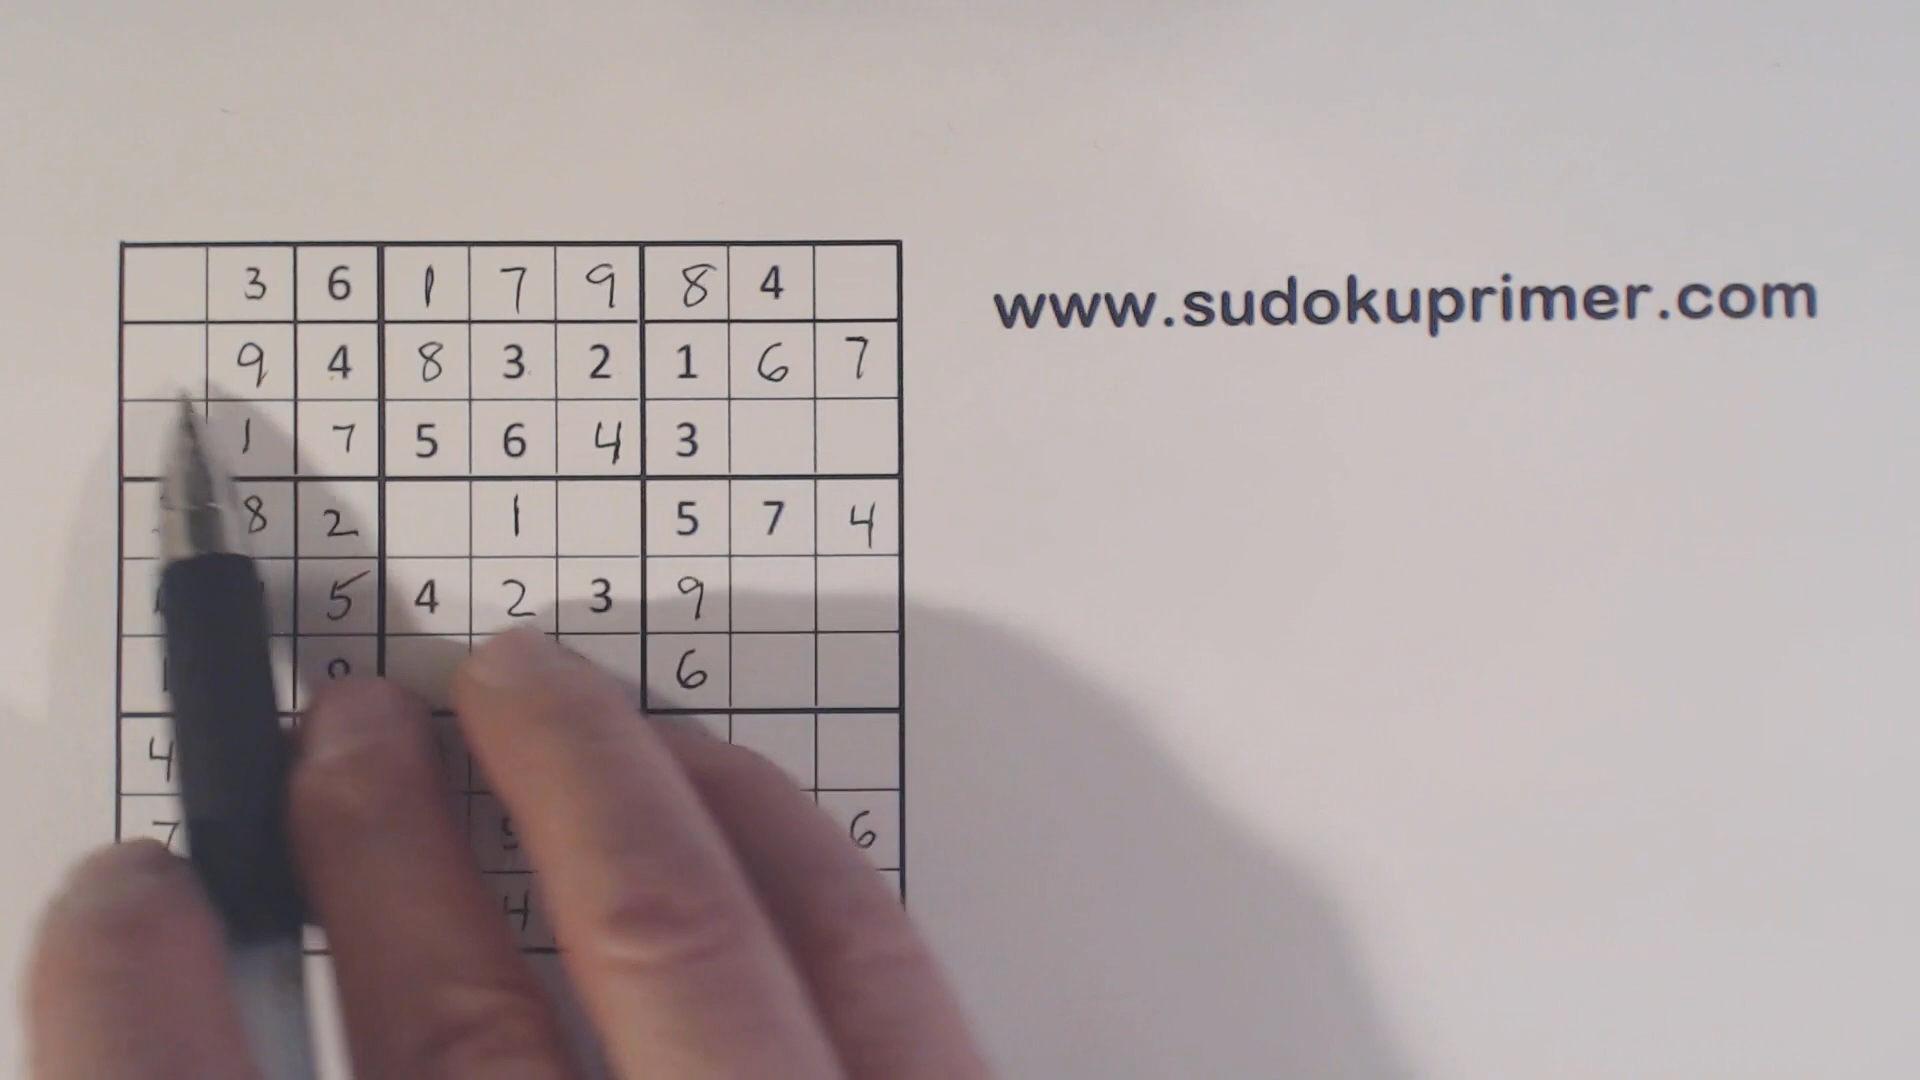 www.sudokuprimer.com
3 6 1 7 9 8 4
9 4 8 3 2 1 6 7
1 7 5 6 4 3
8 2 1 5 7 4
5 4 2 3 9
6
4
7 6
4